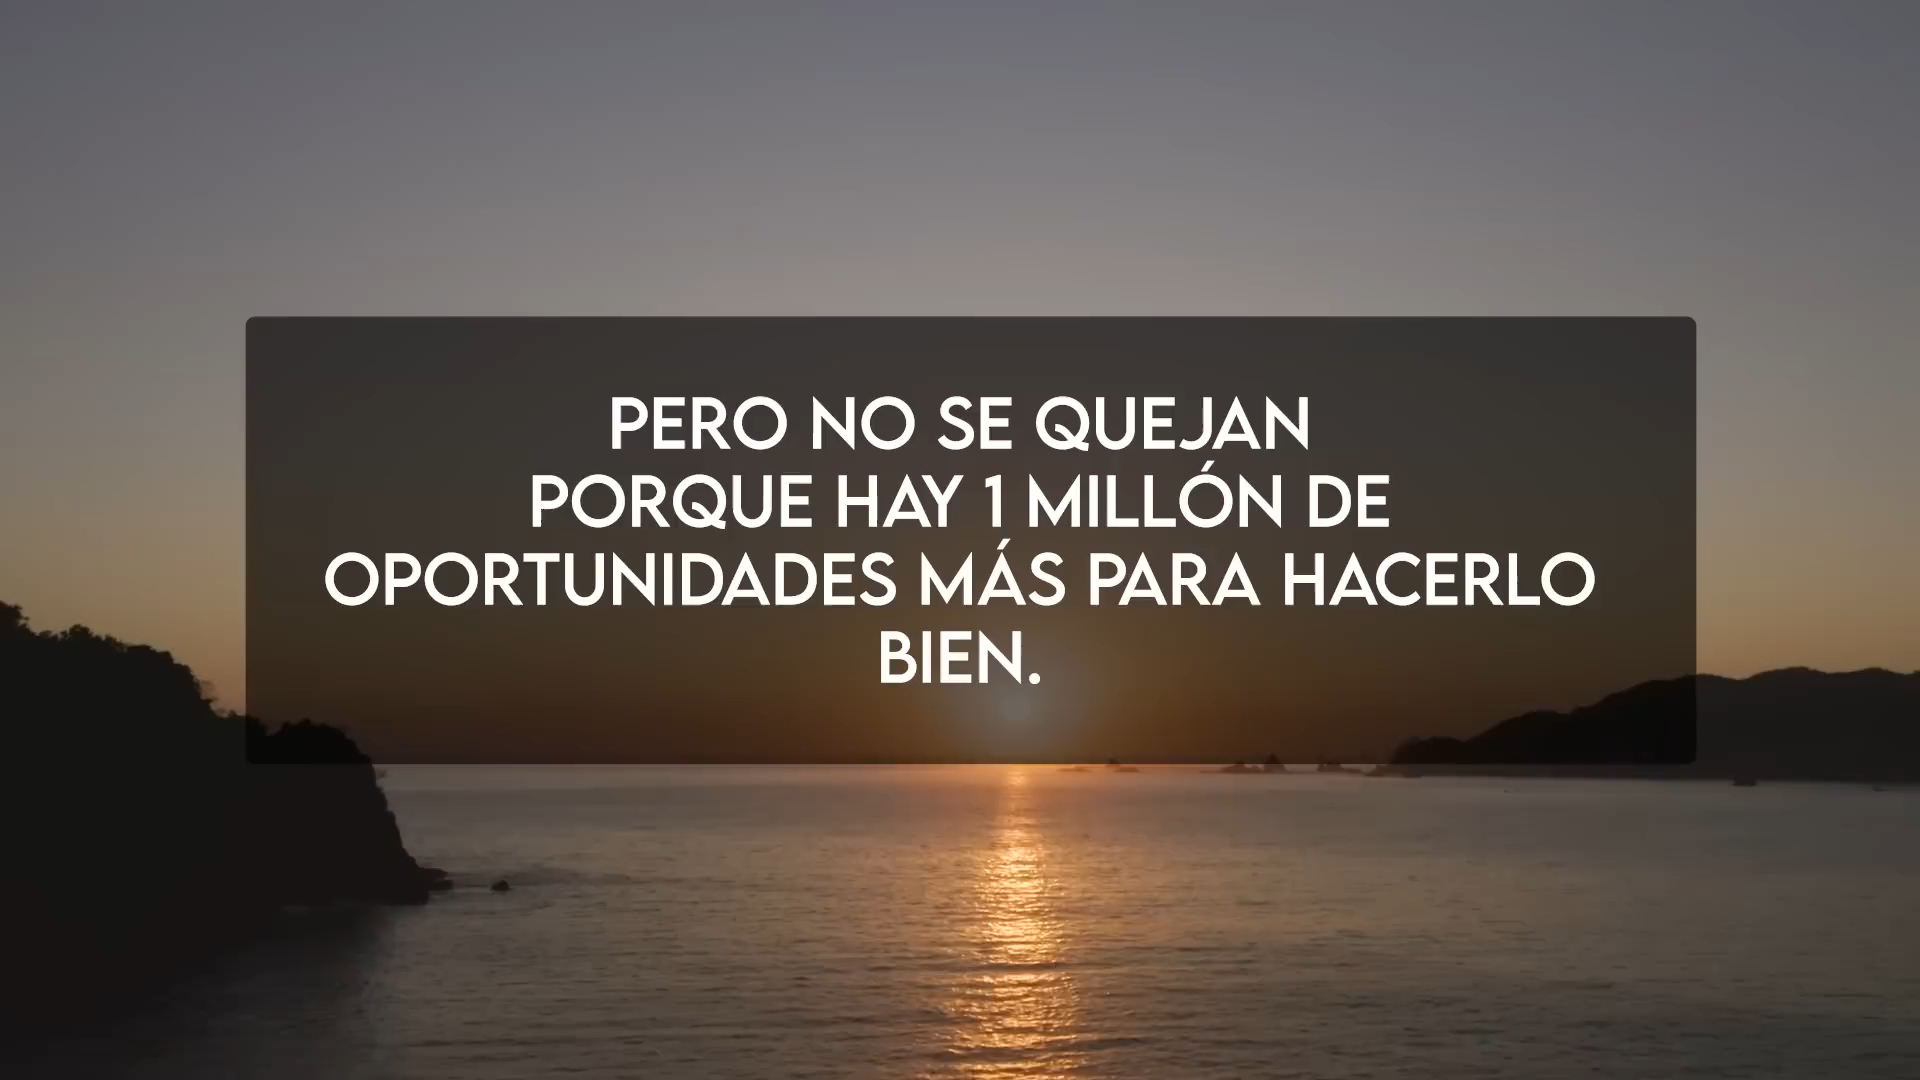 PERO NO SE QUEJAN
PORQUE HAY 1 MILLÓN DE
OPORTUNIDADES MÁS PARA HACERLO
BIEN.